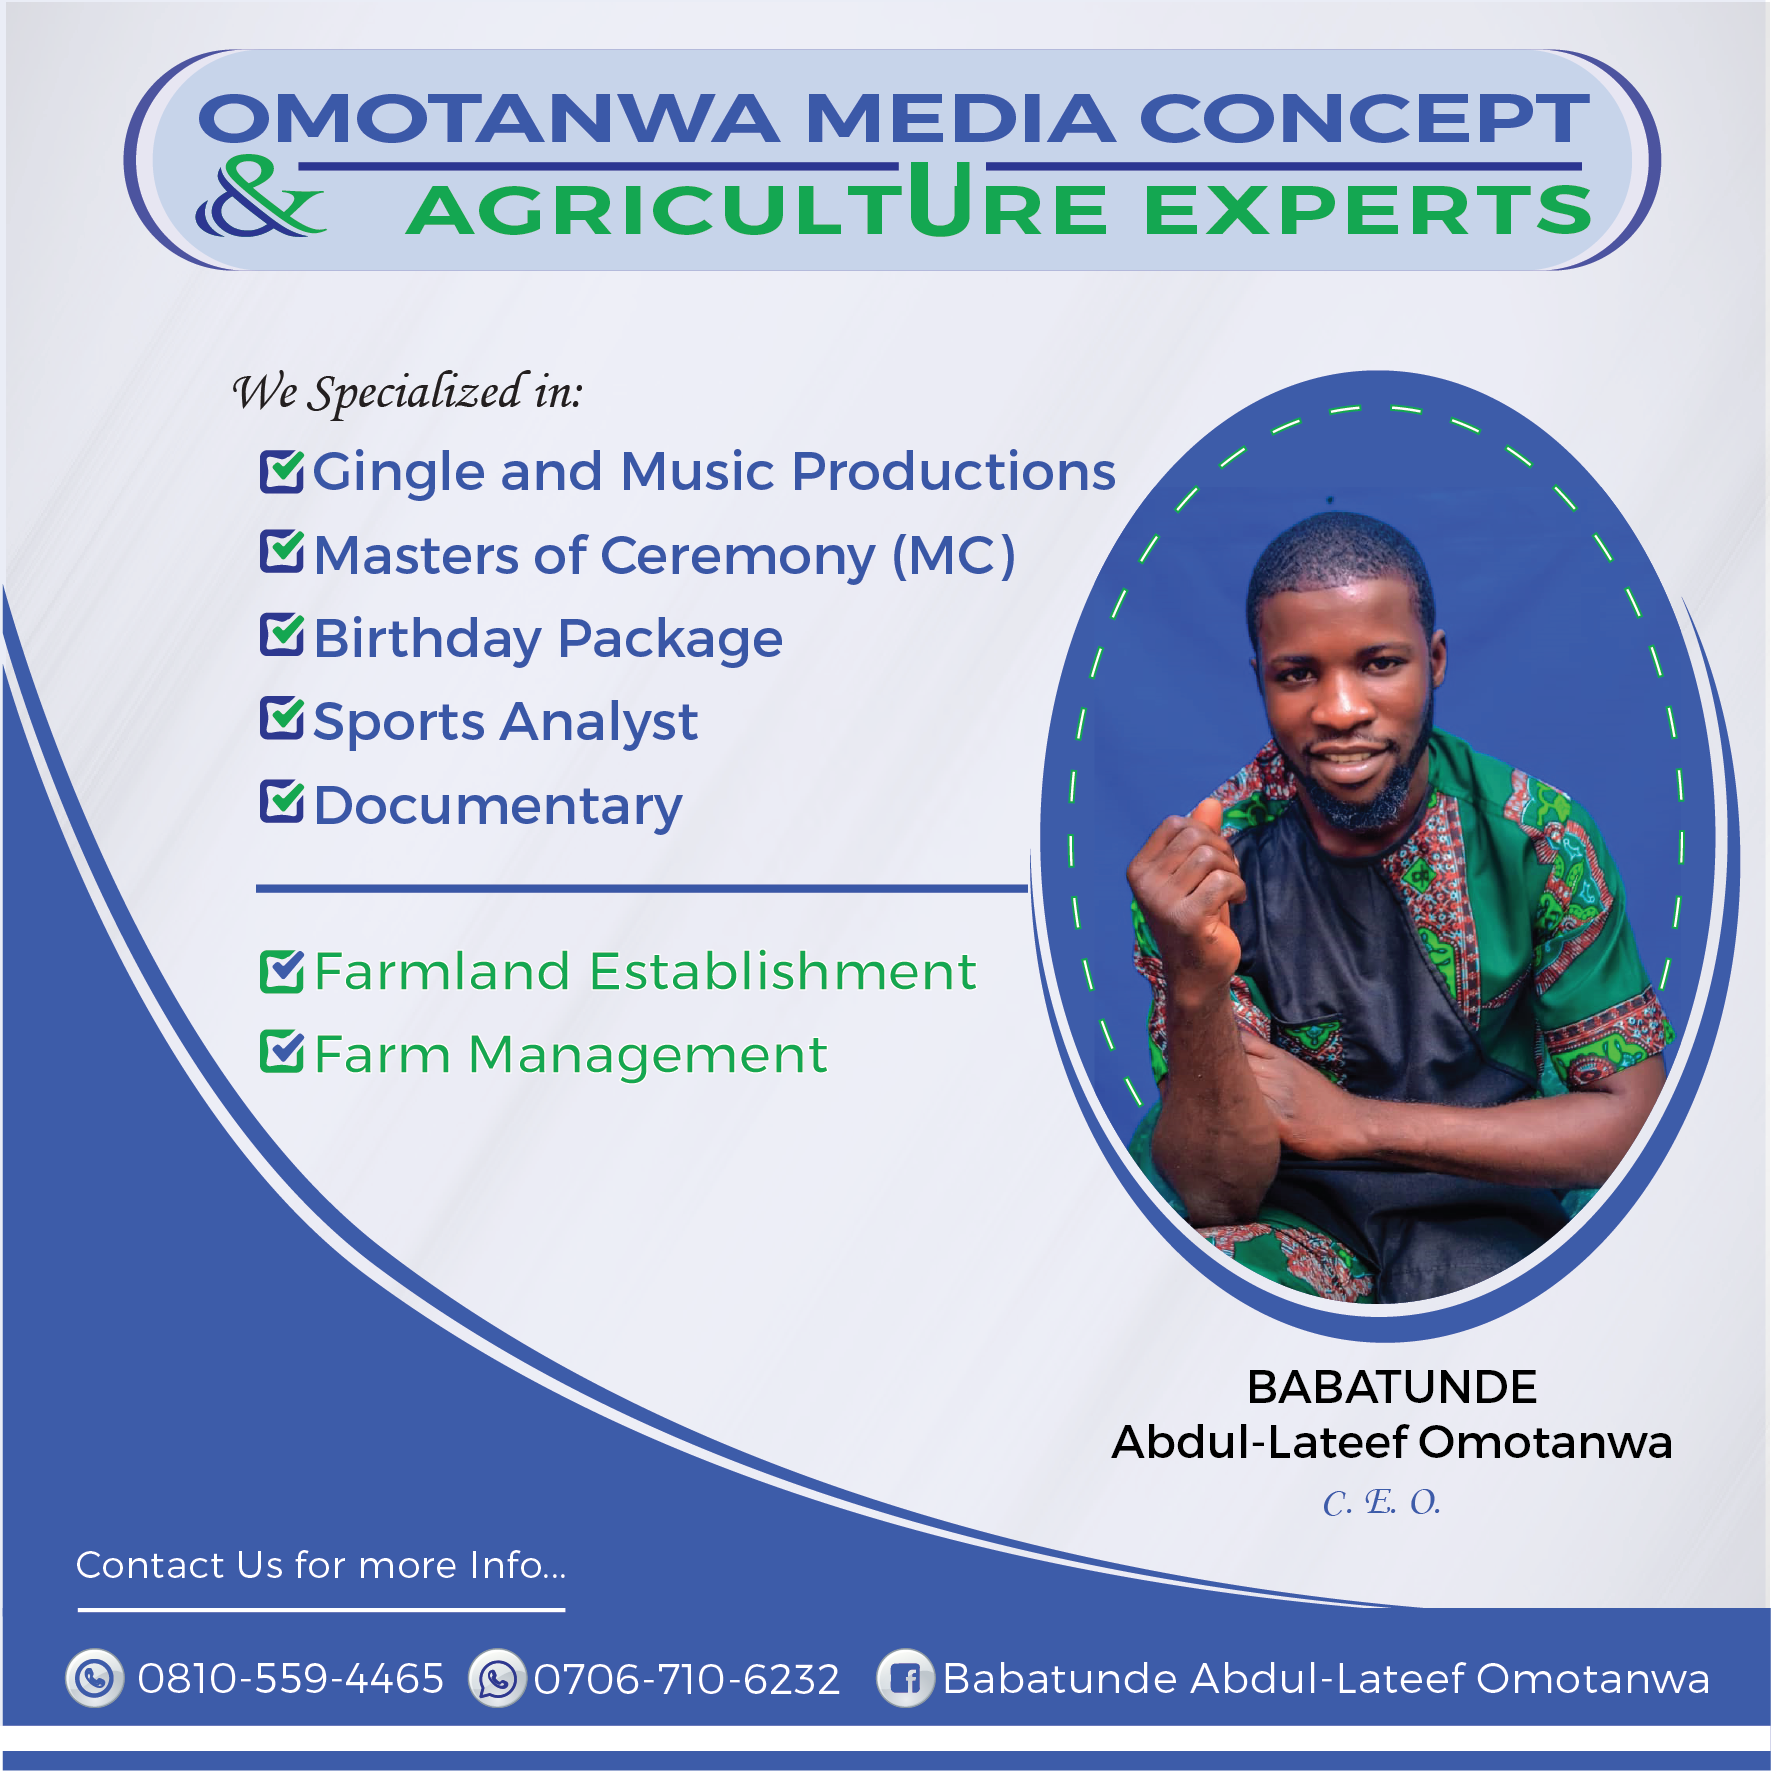 OMOTANWA MEDIA CONCEPT
& AGRICULTURE EXPERTS
We Specialized in:
Gingle and Music Productions
Masters of Ceremony (MC)
Birthday Package
Sports Analyst
Documentary
Farmland Establishment
Farm Management
BABATUNDE
Abdul-Lateef Omotanwa
C. E. O.
Contact Us for more Info...
0810-559-4465 0706-710-6232 Babatunde Abdul-Lateef Omotanwa